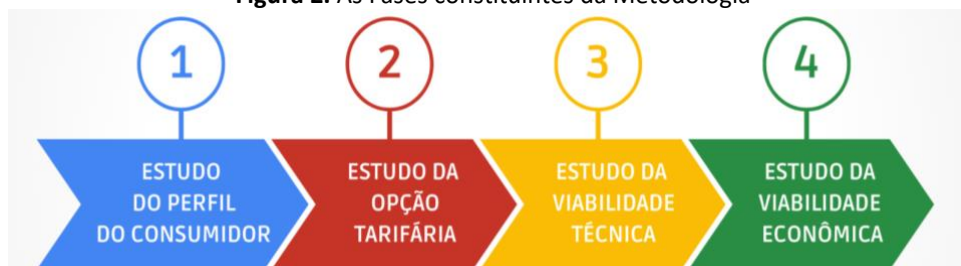 Figura 2. As Fases constituintes da Metodologia
1
2
3
4
ESTUDO
DO PERFIL
DO CONSUMIDOR
ESTUDO DA
OPÇÃO
TARIFÁRIA
ESTUDO DA
VIABILIDADE
TÉCNICA
ESTUDO DA
VIABILIDADE
ECONÔMICA